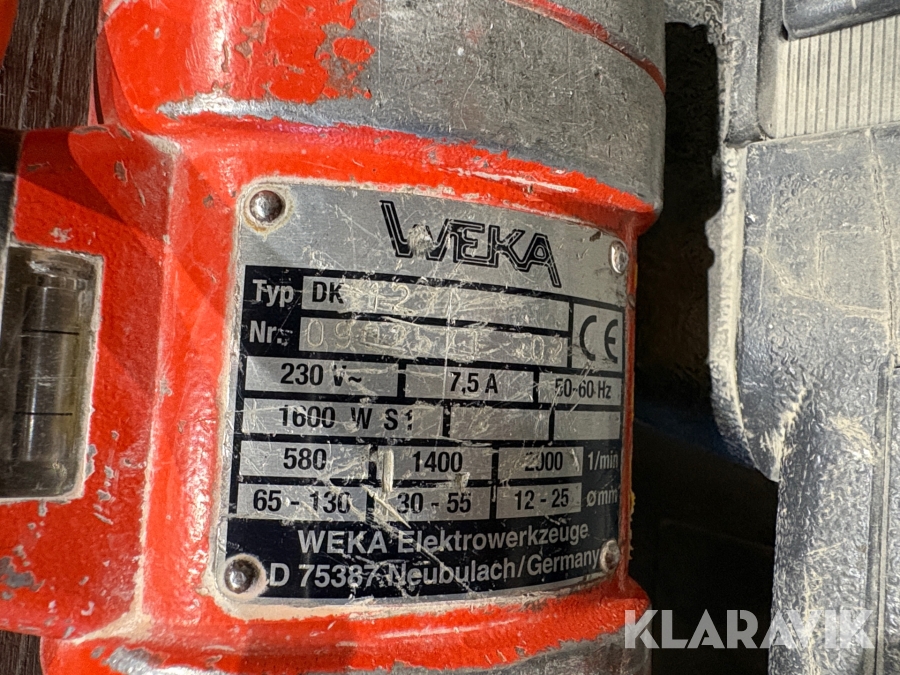 WEKA
Typ DK 12
Nr.:
CE
230 V~ 7,5 A 50-60 Hz
1600 W S1
580 1400 2000 1/min
65 - 130 30 - 55 12 - 25 ømm
WEKA Elektrowerkzeuge
D 75387 Neubulach/Germany
KLARAVIK